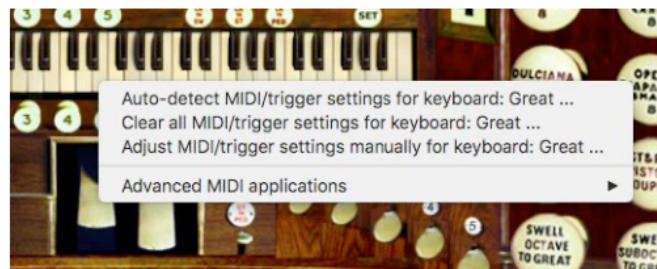 3 4 5
SET
8
DULCIANA
8
Auto-detect MIDI/trigger settings for keyboard: Great ...
Clear all MIDI/trigger settings for keyboard: Great ...
Adjust MIDI/trigger settings manually for keyboard: Great ...
Advanced MIDI applications
3 4
4
5
SWELL
OCTAVE
TO GREAT